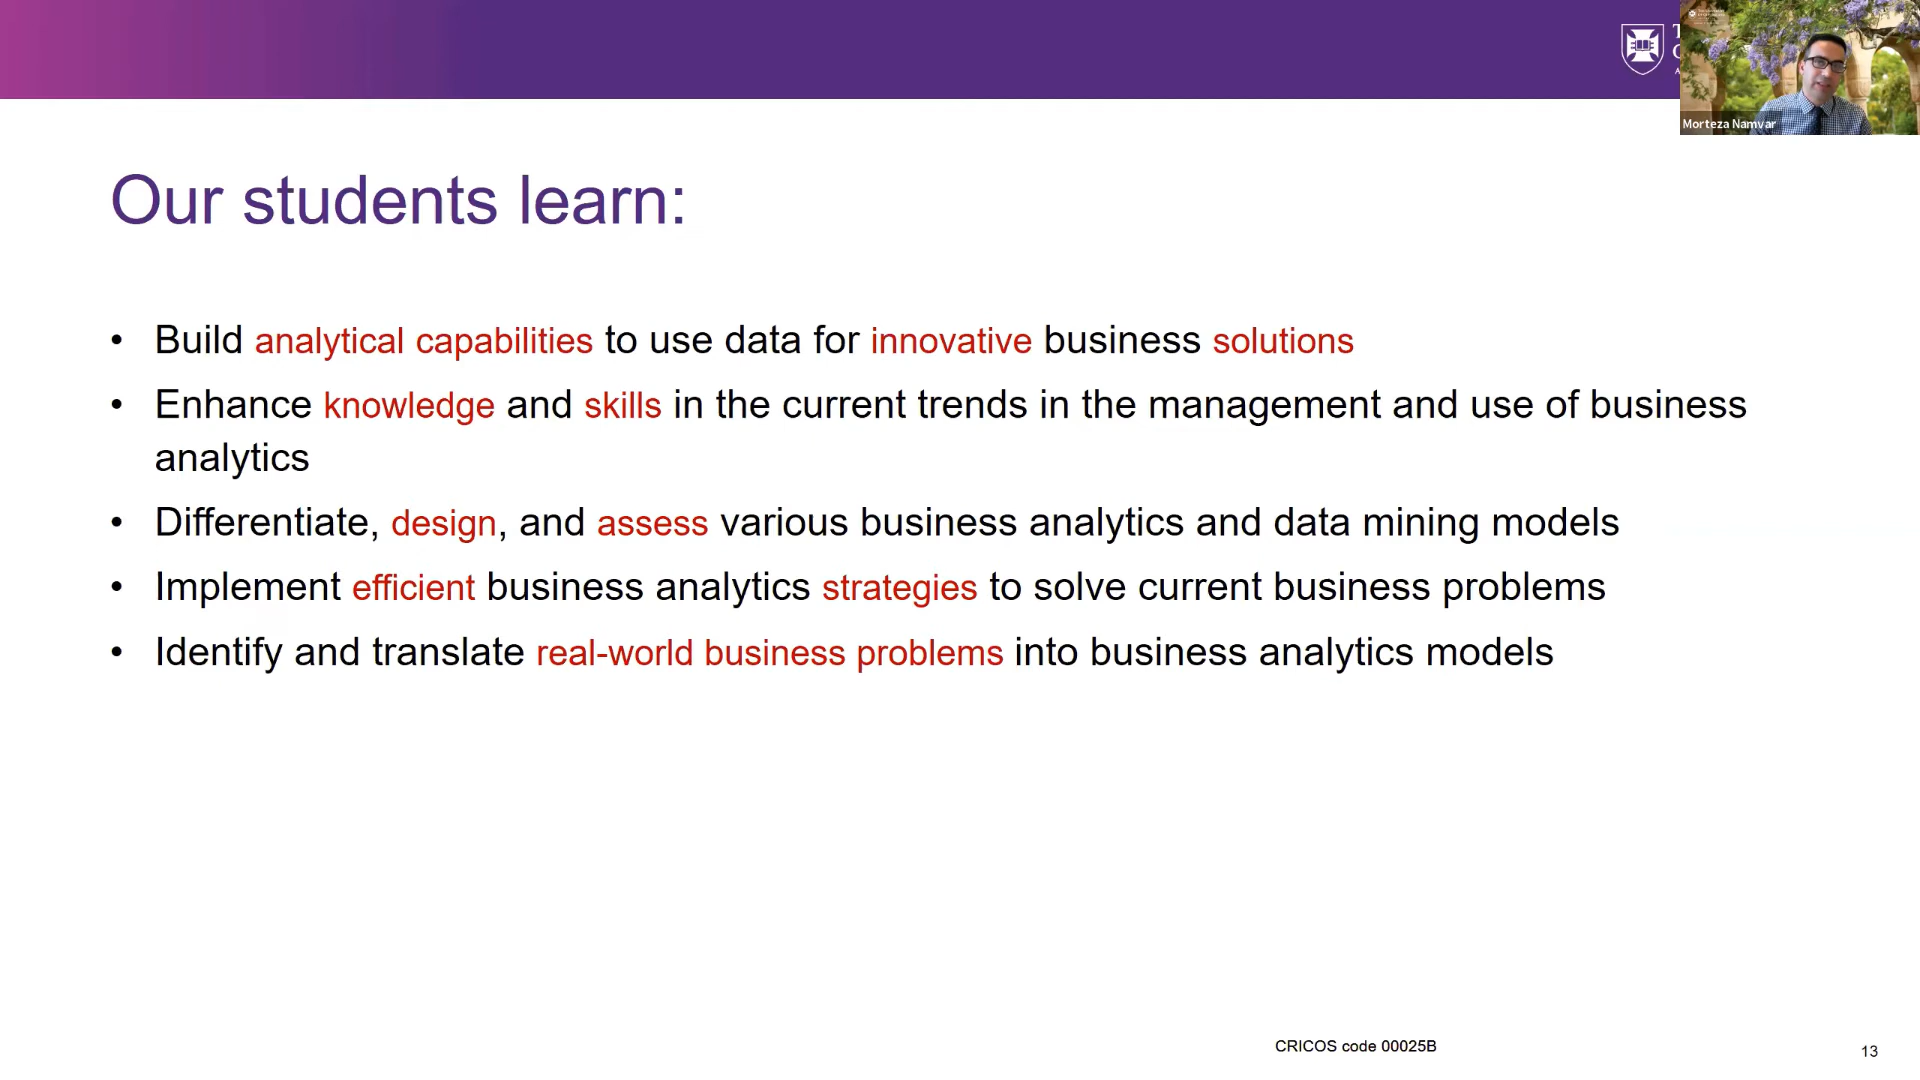 Morteza Namvar
Our students learn:
• Build analytical capabilities to use data for innovative business solutions
• Enhance knowledge and skills in the current trends in the management and use of business
analytics
• Differentiate, design, and assess various business analytics and data mining models
• Implement efficient business analytics strategies to solve current business problems
• Identify and translate real-world business problems into business analytics models
CRICOS code 00025B
13